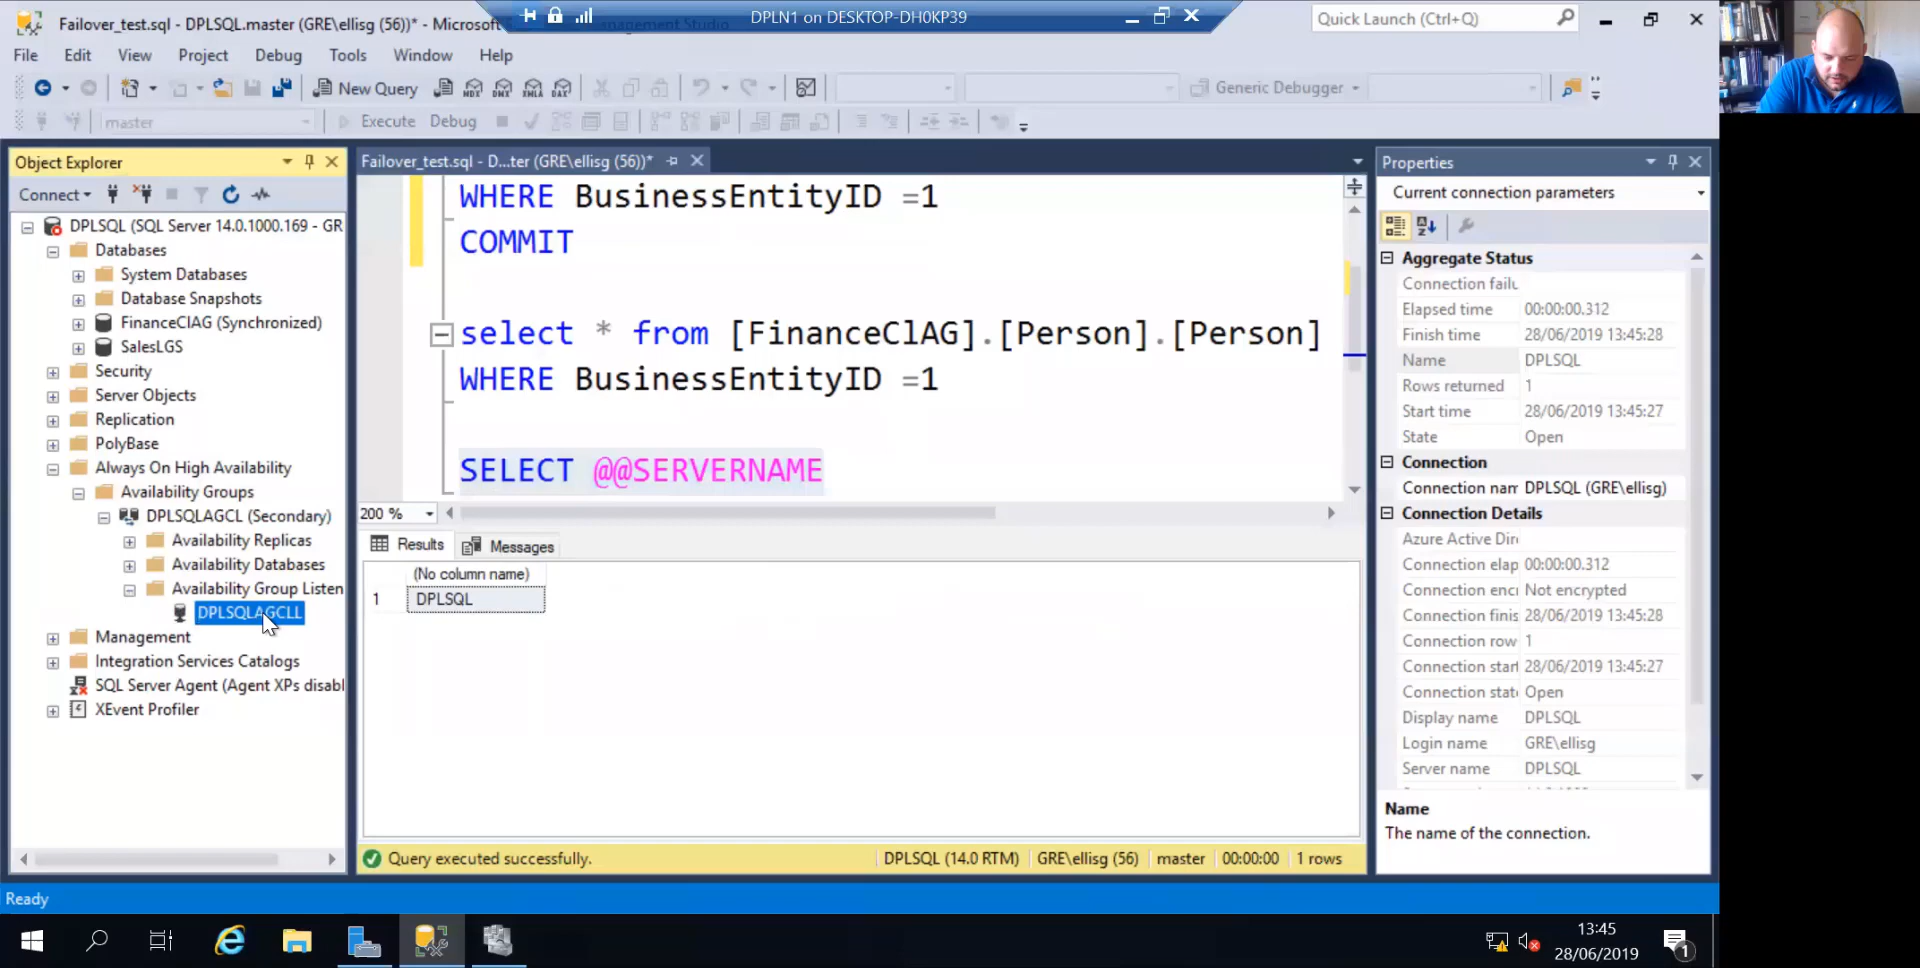 Failover_test.sql - DPLSQL.master (GRE\ellisg (56))* - Microsoft
DPLN1 on DESKTOP-DH0KP39
Quick Launch (Ctrl+Q)
File Edit View Project Debug Tools Window Help
New Query
MDX DMX XMLA DAX
Generic Debugger
master
Execute Debug
Object Explorer
Connect
DPLSQL (SQL Server 14.0.1000.169 - GR
Databases
System Databases
Database Snapshots
FinanceClAG (Synchronized)
SalesLGS
Security
Server Objects
Replication
PolyBase
Always On High Availability
Availability Groups
DPLSQLAGCL (Secondary)
Availability Replicas
Availability Databases
Availability Group Listen
DPLSQLAGCLL
Management
Integration Services Catalogs
SQL Server Agent (Agent XPs disabl
XEvent Profiler
Failover_test.sql - D...ter (GRE\ellisg (56))*
WHERE BusinessEntityID =1
COMMIT
select * from [FinanceClAG].[Person].[Person]
WHERE BusinessEntityID =1
SELECT @@SERVERNAME
200 %
Results Messages
(No column name)
1 DPLSQL
Query executed successfully. DPLSQL (14.0 RTM) GRE\ellisg (56) master 00:00:00 1 rows
Properties
Current connection parameters
Aggregate Status
Connection failu
Elapsed time 00:00:00.312
Finish time 28/06/2019 13:45:28
Name DPLSQL
Rows returned 1
Start time 28/06/2019 13:45:27
State Open
Connection
Connection nam DPLSQL (GRE\ellisg)
Connection Details
Azure Active Dire
Connection elap 00:00:00.312
Connection encr Not encrypted
Connection finis 28/06/2019 13:45:28
Connection row 1
Connection start 28/06/2019 13:45:27
Connection state Open
Display name DPLSQL
Login name GRE\ellisg
Server name DPLSQL
Name
The name of the connection.
Ready
13:45
28/06/2019
1